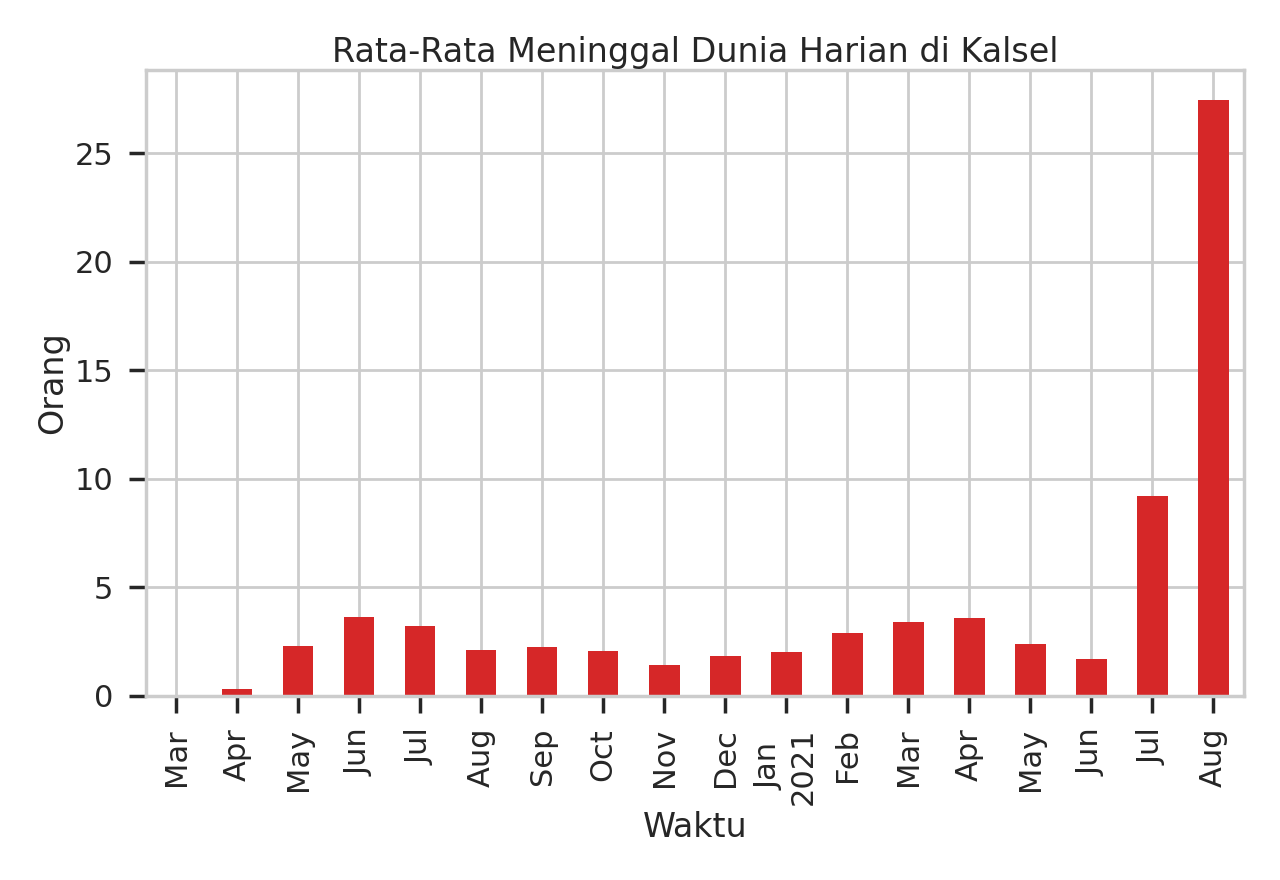 Rata-Rata Meninggal Dunia Harian di Kalsel
Orang
25
20
15
10
5
0
Mar
Apr
May
Jun
Jul
Aug
Sep
Oct
Nov
Dec
Jan
2021
Feb
Mar
Apr
May
Jun
Jul
Aug
Waktu